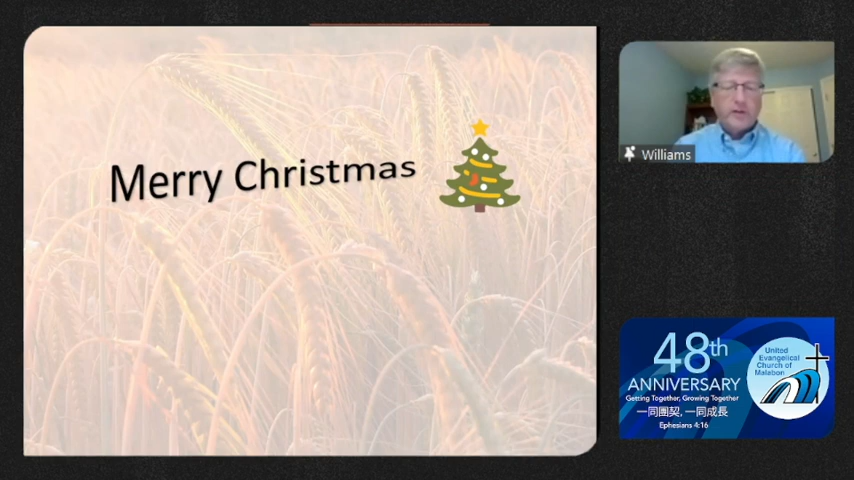 Merry Christmas
Williams
48th
ANNIVERSARY
Getting Together, Growing Together
一同團契, 一同成長
Ephesians 4:16
United
Evangelical
Church of
Malabon